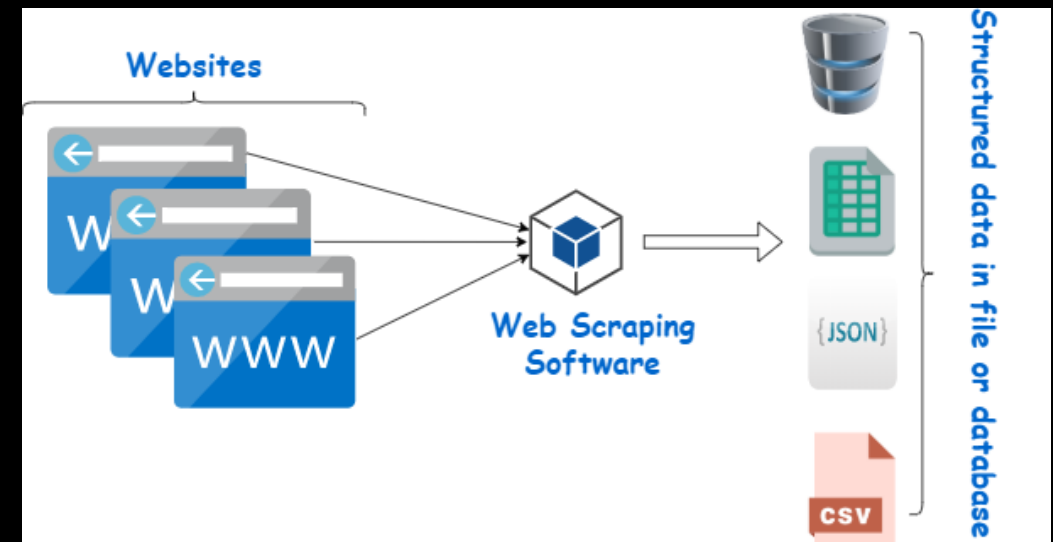 Websites
W
W
WWW
Web Scraping
Software
{JSON}
CSV
Structured data in file or database